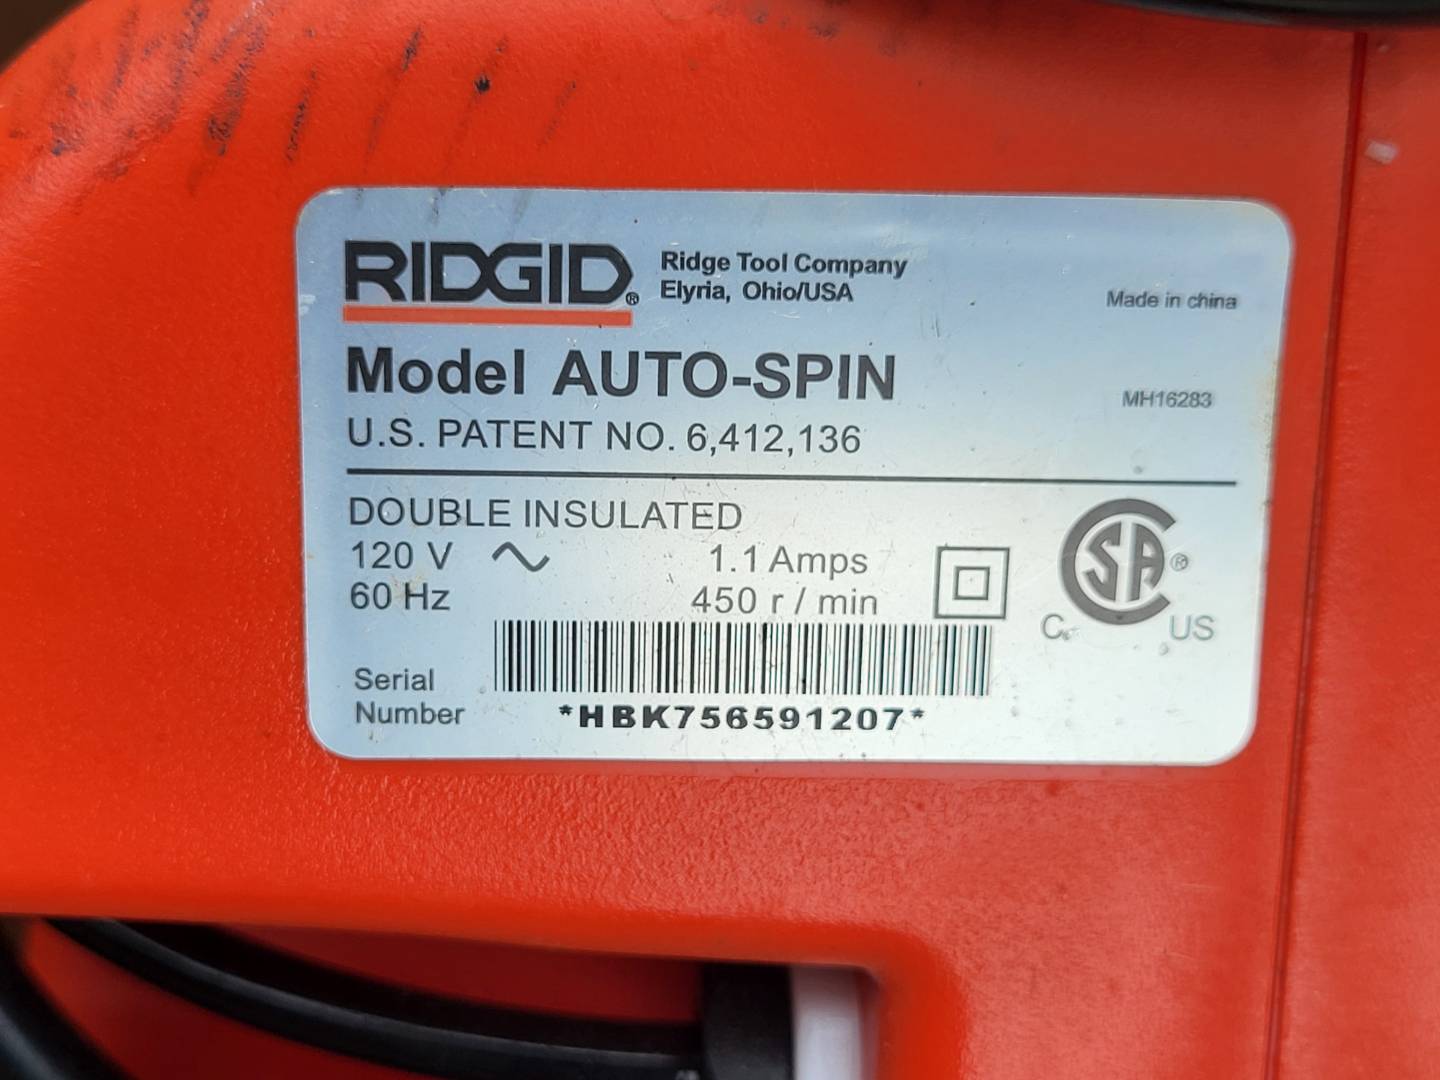 RIDGID®
Ridge Tool Company
Elyria, Ohio/USA
Made in china
Model AUTO-SPIN
MH16283
U.S. PATENT NO. 6,412,136
DOUBLE INSULATED
120 V ~ 1.1 Amps
60 Hz 450 r / min
CSA®
C US
Serial
Number
*HBK756591207*